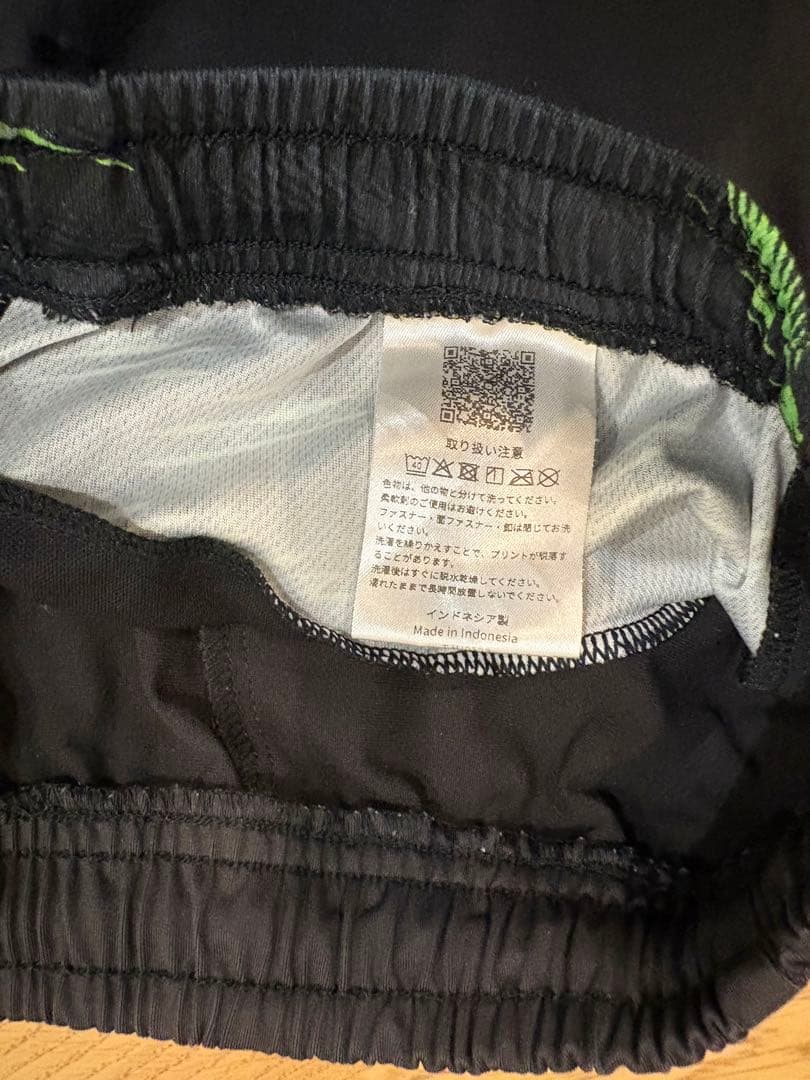 取り扱い注意
40
色物は、他の物と分けて洗ってください。
柔軟剤のご使用はお避けください。
ファスナー・面ファスナー・釦は閉じてお洗
いください。
洗濯を繰りかえすことで、プリントが脱落す
ることがあります。
洗濯後はすぐに脱水乾燥してください。
濡れたままで長時間放置しないでください。
インドネシア製
Made in Indonesia